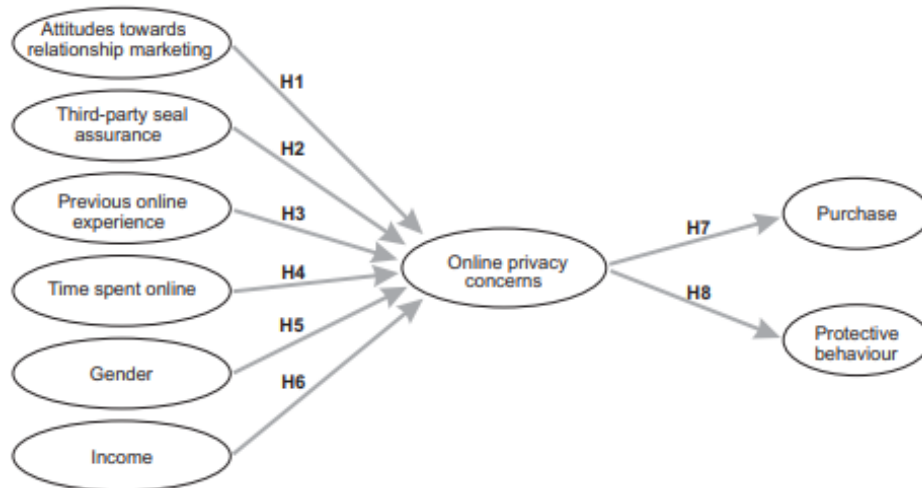 Attitudes towards
relationship marketing
H1
Third-party seal
assurance
H2
Previous online
experience
H3
Time spent online
H4
Gender
H5
Income
H6
Online privacy
concerns
H7
Purchase
H8
Protective
behaviour